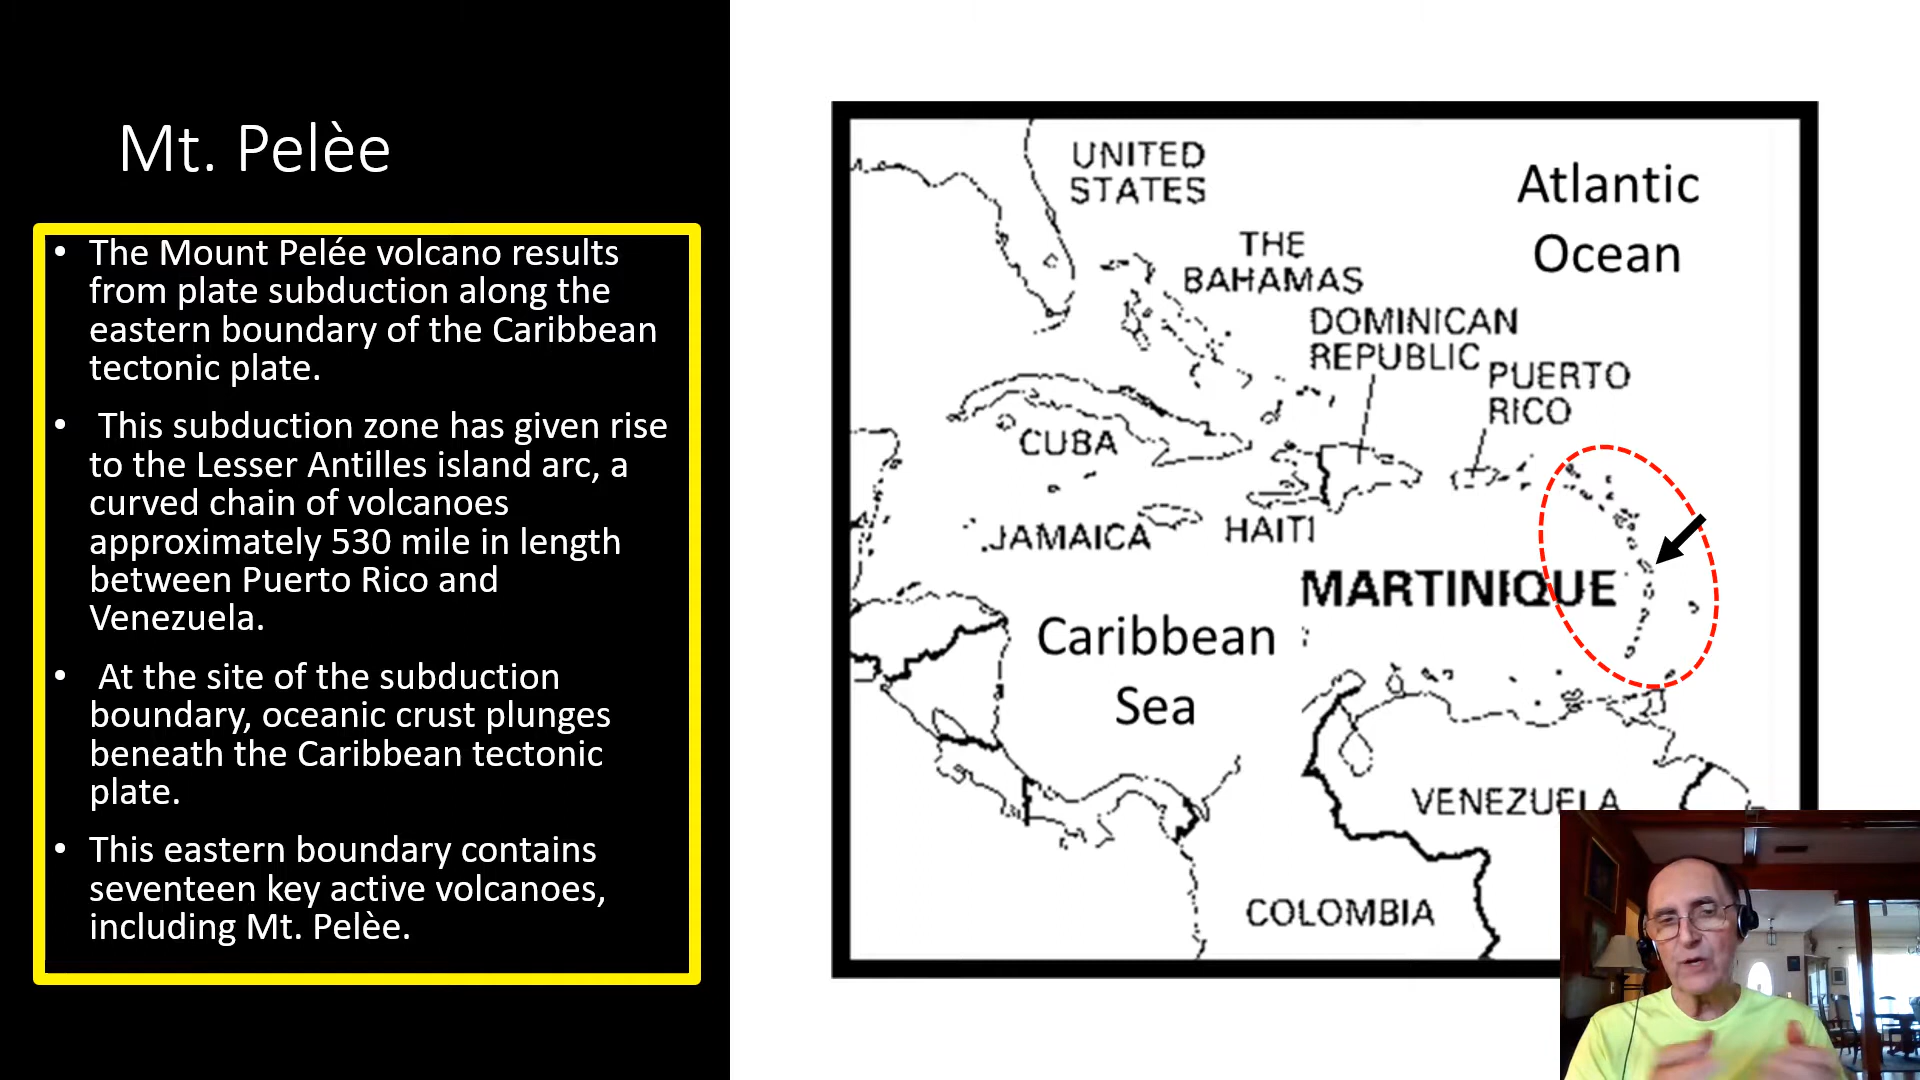 Mt. Pelèe
• The Mount Pelée volcano results
from plate subduction along the
eastern boundary of the Caribbean
tectonic plate.
• This subduction zone has given rise
to the Lesser Antilles island arc, a
curved chain of volcanoes
approximately 530 mile in length
between Puerto Rico and
Venezuela.
• At the site of the subduction
boundary, oceanic crust plunges
beneath the Caribbean tectonic
plate.
• This eastern boundary contains
seventeen key active volcanoes,
including Mt. Pelèe.
UNITED
STATES
Atlantic
Ocean
THE
BAHAMAS
DOMINICAN
REPUBLIC
PUERTO
RICO
CUBA
JAMAICA
HAITI
MARTINIQUE
Caribbean
Sea
VENEZUELA
COLOMBIA